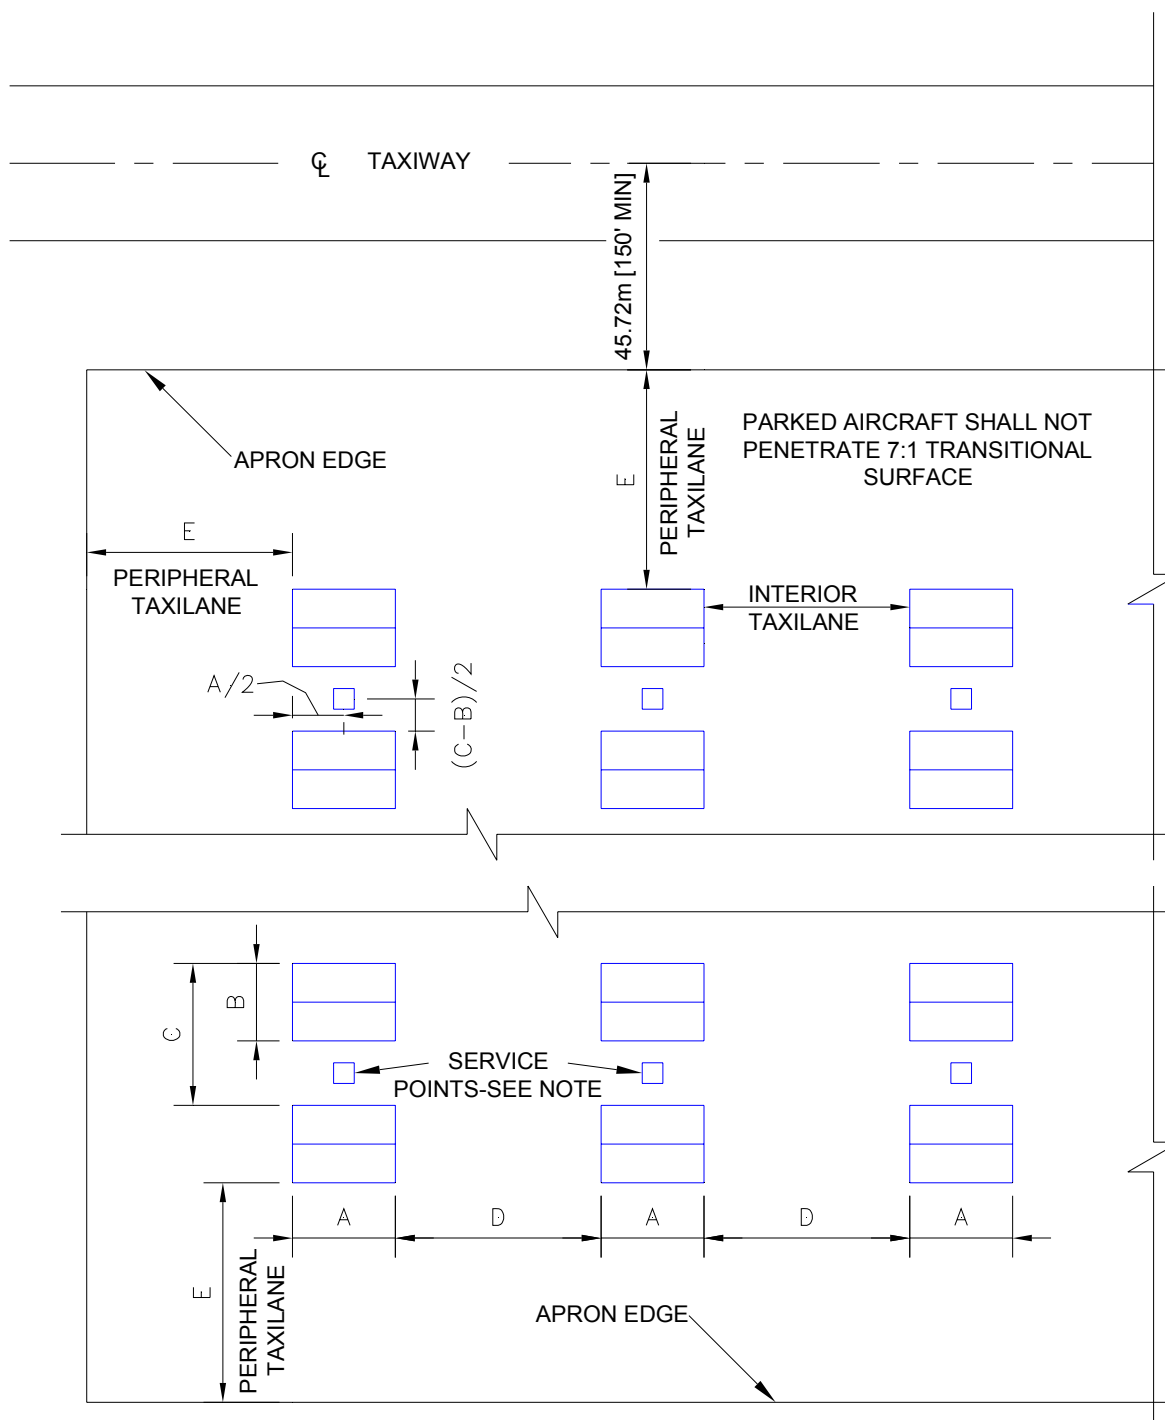 ℄ TAXIWAY
45.72m [150' MIN]
APRON EDGE
E
PERIPHERAL
TAXILANE
PARKED AIRCRAFT SHALL NOT
PENETRATE 7:1 TRANSITIONAL
SURFACE
E
PERIPHERAL
TAXILANE
INTERIOR
TAXILANE
A/2
(C-B)/2
C
B
SERVICE
POINTS-SEE NOTE
A
D
A
D
A
E
PERIPHERAL
TAXILANE
APRON EDGE